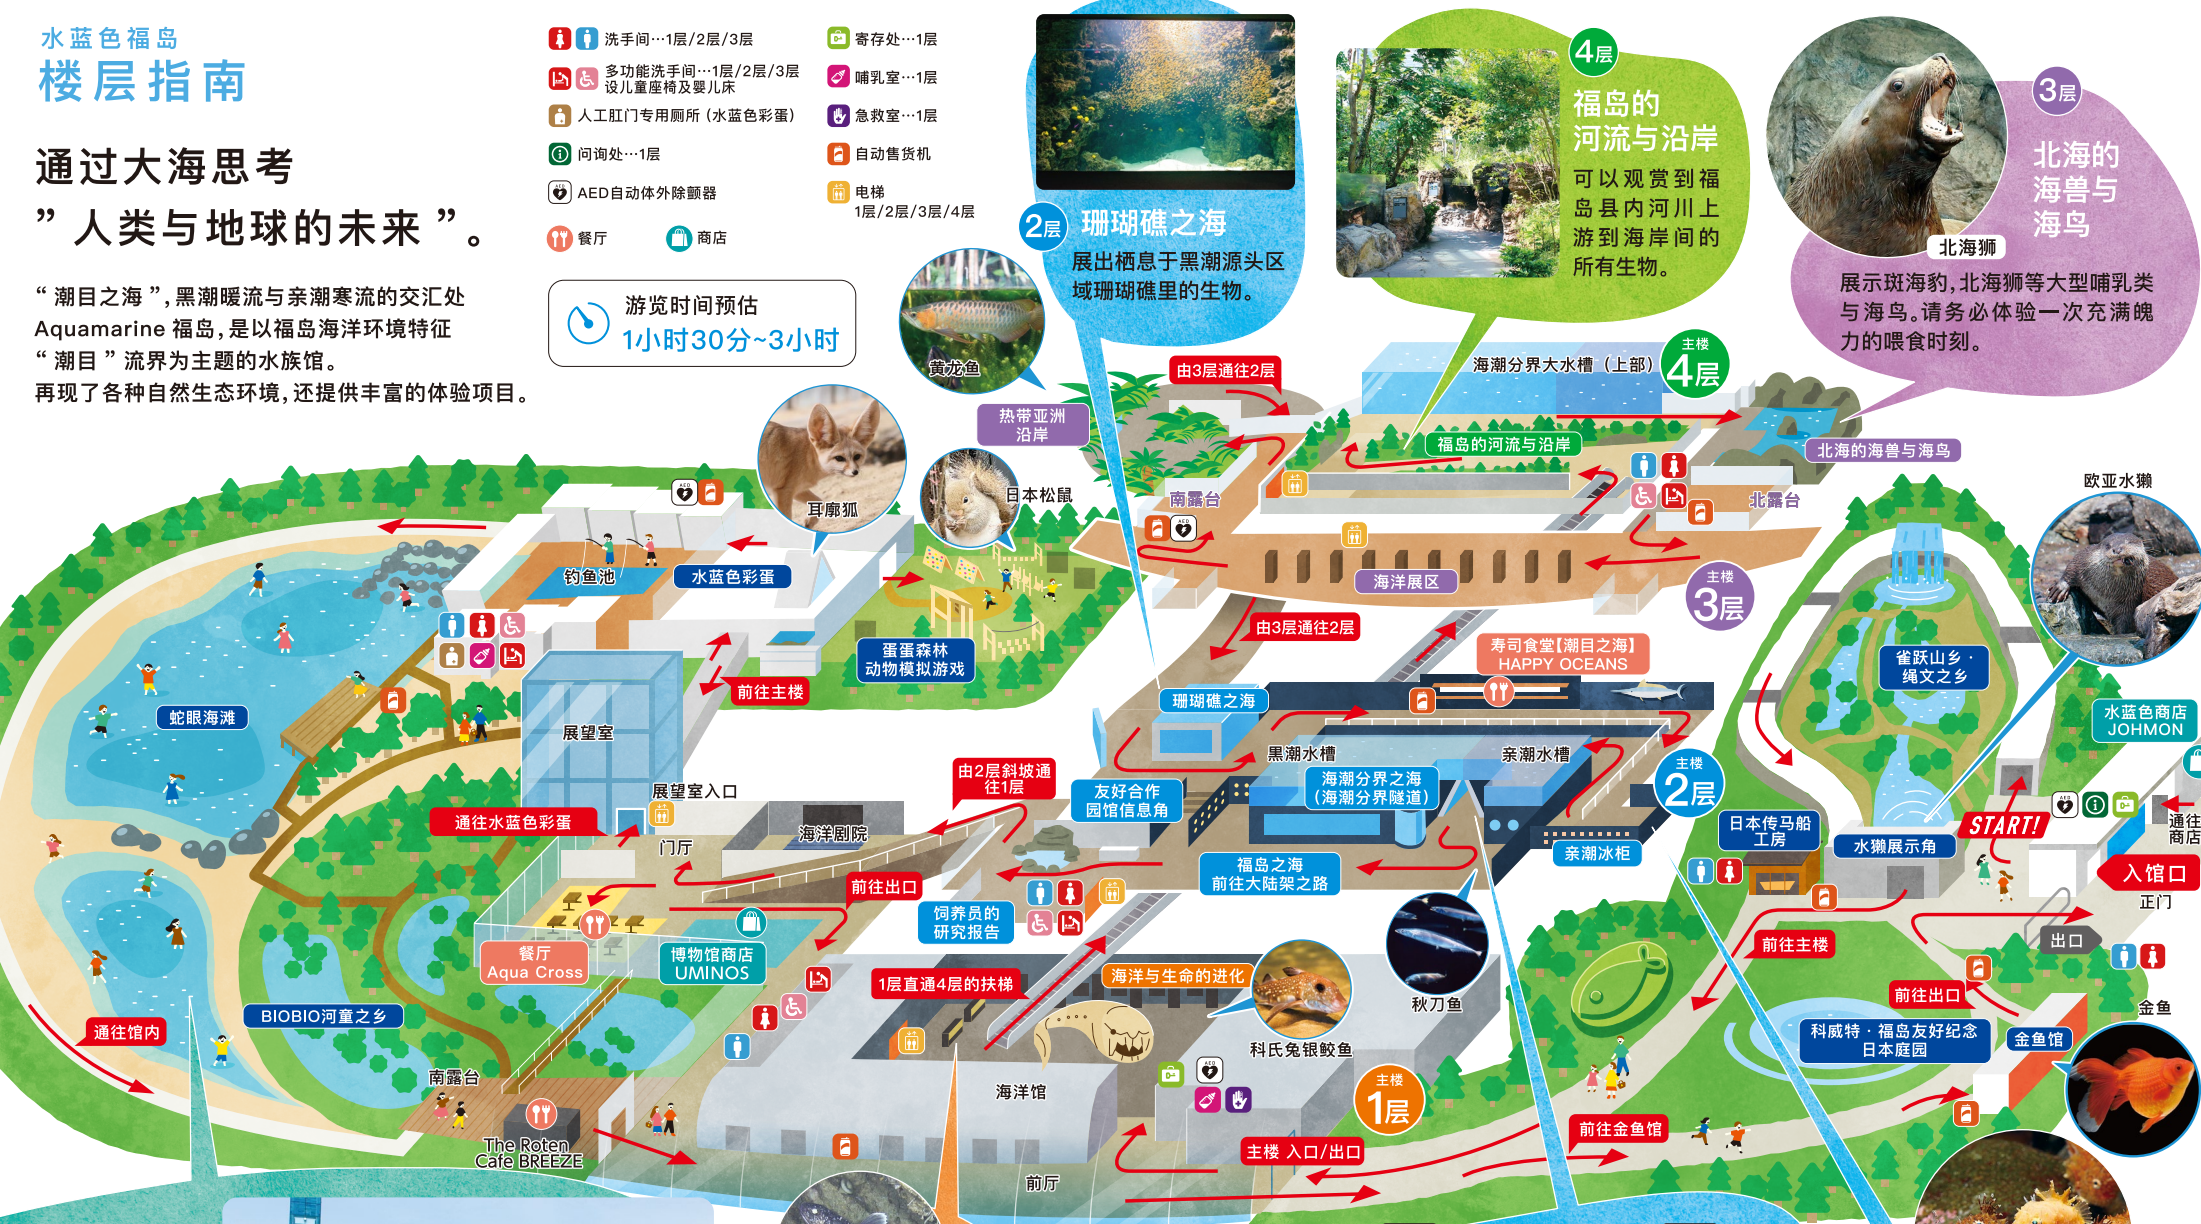 水蓝色福岛
楼层指南
通过大海思考
” 人类与地球的未来 ” 。
“ 潮目之海 ”，黑潮暖流与亲潮寒流的交汇处
Aquamarine 福岛，是以福岛海洋环境特征
“ 潮目 ” 流界为主题的水族馆。
再现了各种自然生态环境，还提供丰富的体验项目。
洗手间…1层/2层/3层
多功能洗手间…1层/2层/3层
设儿童座椅及婴儿床
人工肛门专用厕所（水蓝色彩蛋）
问询处…1层
AED自动体外除颤器
餐厅
商店
寄存处…1层
哺乳室…1层
急救室…1层
自动售货机
电梯
1层/2层/3层/4层
游览时间预估
1小时30分~3小时
2层
珊瑚礁之海
展出栖息于黑潮源头区
域珊瑚礁里的生物。
4层
福岛的
河流与沿岸
可以观赏到福
岛县内河川上
游到海岸间的
所有生物。
3层
北海的
海兽与
海鸟
北海狮
展示斑海豹，北海狮等大型哺乳类
与海鸟。请务必体验一次充满魄
力的喂食时刻。
黄龙鱼
热带亚洲
沿岸
由3层通往2层
海潮分界大水槽（上部）
主楼
4层
福岛的河流与沿岸
北海的海兽与海鸟
耳廓狐
日本松鼠
南露台
AED
北露台
欧亚水獭
海洋展区
主楼
3层
AED
钓鱼池
水蓝色彩蛋
蛋蛋森林
动物模拟游戏
前往主楼
蛇眼海滩
展望室
展望室入口
通往水蓝色彩蛋
门厅
海洋剧院
由3层通往2层
寿司食堂【潮目之海】
HAPPY OCEANS
珊瑚礁之海
黑潮水槽
亲潮水槽
由2层斜坡通
往1层
友好合作
园馆信息角
海潮分界之海
（海潮分界隧道）
主楼
2层
亲潮冰柜
福岛之海
前往大陆架之路
雀跃山乡·
绳文之乡
水蓝色商店
JOHMON
START!
AED
通往
商店
日本传马船
工房
水獭展示角
入馆口
正门
出口
前往主楼
前往出口
前往出口
饲养员的
研究报告
餐厅
Aqua Cross
博物馆商店
UMINOS
1层直通4层的扶梯
海洋与生命的进化
科氏兔银鲛鱼
秋刀鱼
科威特·福岛友好纪念
日本庭园
金鱼馆
金鱼
BIOBIO河童之乡
通往馆内
南露台
The Roten
Cafe BREEZE
海洋馆
AED
主楼
1层
主楼 入口/出口
前往金鱼馆
前厅